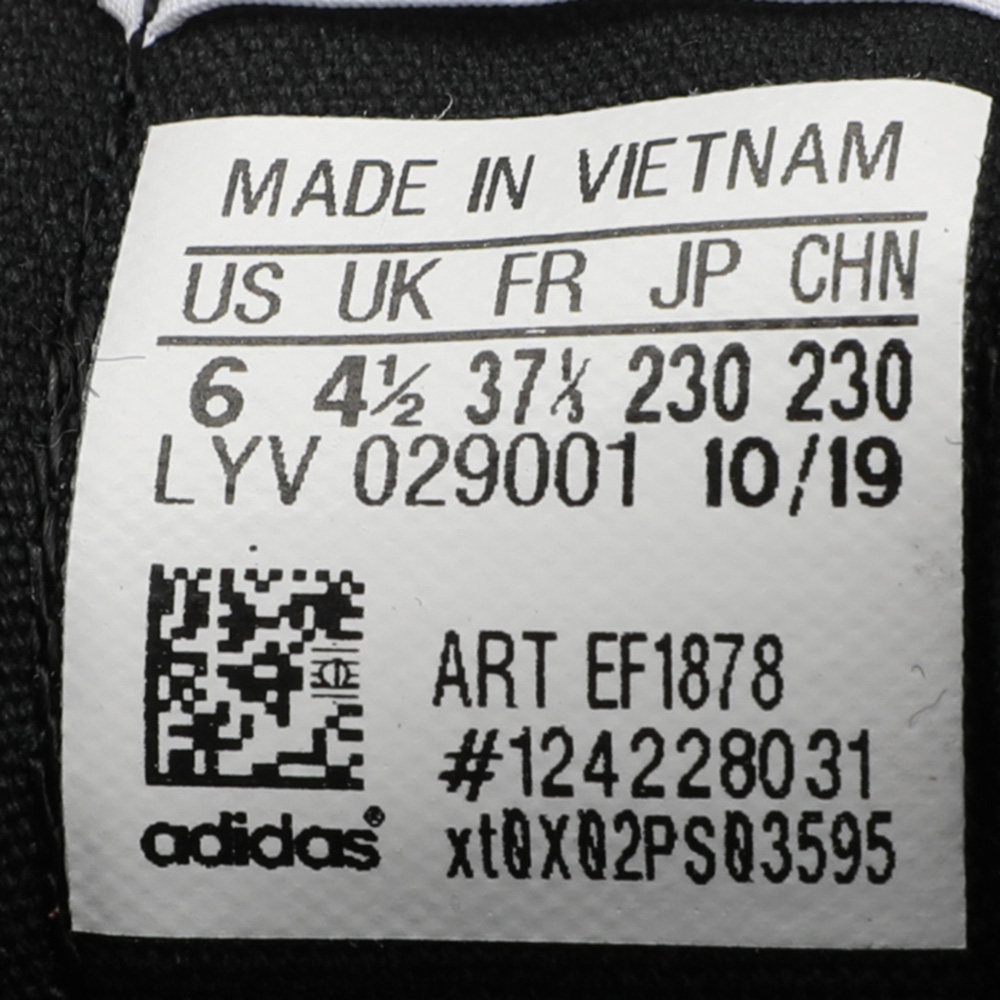 MADE IN VIETNAM
US UK FR JP CHN
6 4½ 37⅓ 230 230
LYV 029001 10/19
ART EF1878
#124228031
adidas® xt0X02PS03595